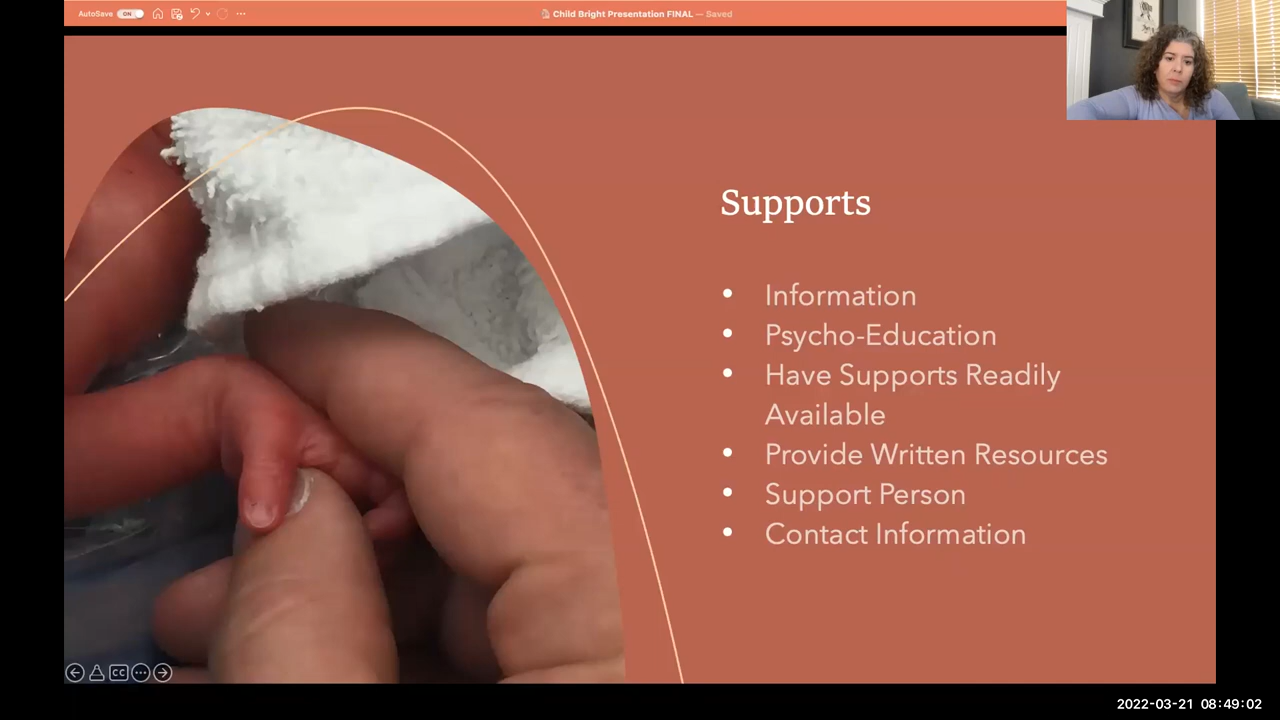 AutoSave ON
Child Bright Presentation FINAL — Saved
Supports
• Information
• Psycho-Education
• Have Supports Readily
Available
• Provide Written Resources
• Support Person
• Contact Information
CC
2022-03-21 08:49:02